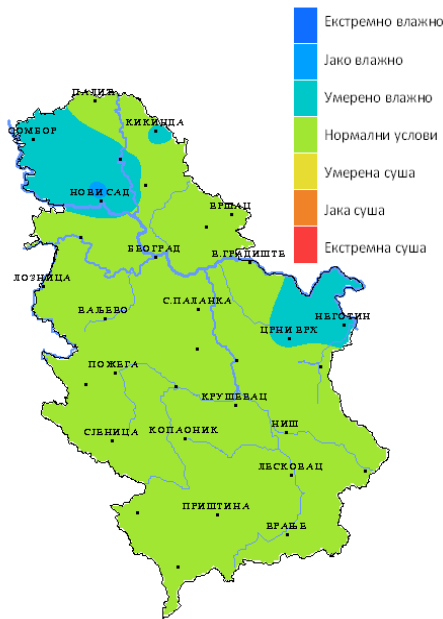 Екстремно влажно
Јако влажно
Умерено влажно
Нормални услови
Умерена суша
Јака суша
Екстремна суша
ПАЛИЋ
КИКИНДА
СОМБОР
НОВИ САД
ВРШАЦ
БЕОГРАД
В.ГРАДИШТЕ
ЛОЗНИЦА
С.ПАЛАНКА
ВАЉЕВО
НЕГОТИН
ЦРНИ ВРХ
ПОЖЕГА
КРУШЕВАЦ
СЈЕНИЦА
КОПАОНИК
НИШ
ЛЕСКОВАЦ
ПРИШТИНА
ВРАЊЕ